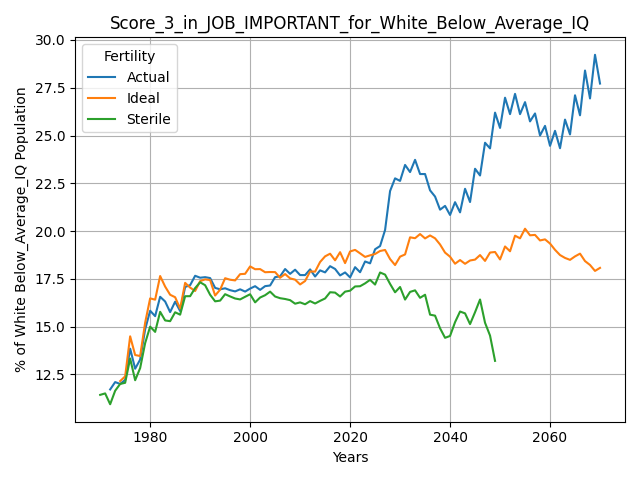 Score_3_in_JOB_IMPORTANT_for_White_Below_Average_IQ
Fertility
Actual
Ideal
Sterile
% of White Below_Average_IQ Population
30.0
27.5
25.0
22.5
20.0
17.5
15.0
12.5
1980
2000
2020
2040
2060
Years